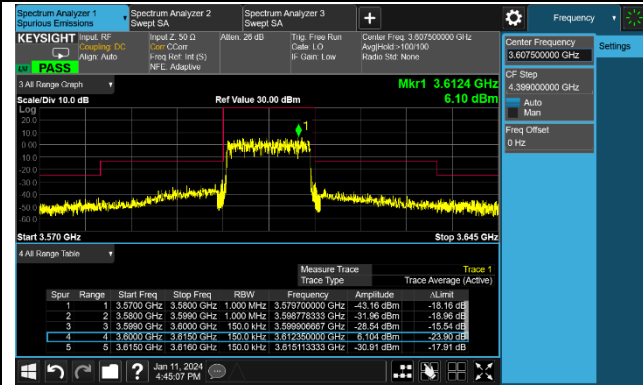 Spectrum Analyzer 1
Spurious Emissions
Spectrum Analyzer 2
Swept SA
Spectrum Analyzer 3
Swept SA
Frequency
KEYSIGHT
Input: RF
Coupling: DC
Align: Auto
Input Z: 50 Ω
Corr CCorr
Freq Ref: Int (S)
NFE: Adaptive
Atten: 26 dB
Trig: Free Run
Gate: LO
IF Gain: Low
Center Freq: 3.607500000 GHz
Avg|Hold:>100/100
Radio Std: None
PASS
Center Frequency
3.607500000 GHz
Settings
CF Step
4.399000000 GHz
Auto
Man
Freq Offset
0 Hz
3 All Range Graph
Mkr1 3.6124 GHz
6.10 dBm
Scale/Div 10.0 dB
Ref Value 30.00 dBm
Log
20.0
10.0
0.00
-10.0
-20.0
-30.0
-40.0
-50.0
-60.0
1
Start 3.570 GHz
Stop 3.645 GHz
4 All Range Table
Measure Trace Trace 1
Trace Type Trace Average (Active)
Spur Range Start Freq Stop Freq RBW Frequency Amplitude ΔLimit
1 1 3.5700 GHz 3.5800 GHz 1.000 MHz 3.579700000 GHz -43.16 dBm -18.16 dB
2 2 3.5800 GHz 3.5990 GHz 1.000 MHz 3.598778333 GHz -31.96 dBm -18.96 dB
3 3 3.5990 GHz 3.6000 GHz 150.0 kHz 3.599906667 GHz -28.54 dBm -15.54 dB
4 4 3.6000 GHz 3.6150 GHz 150.0 kHz 3.612350000 GHz 6.104 dBm -23.90 dB
5 5 3.6150 GHz 3.6160 GHz 150.0 kHz 3.615113333 GHz -30.91 dBm -17.91 dB
Jan 11, 2024
4:45:07 PM